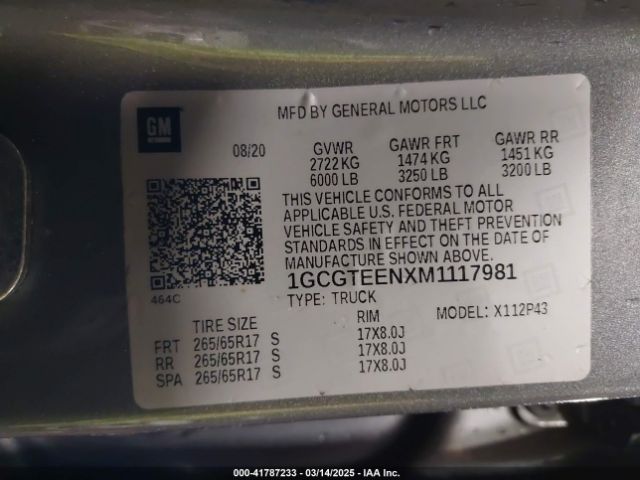 MFD BY GENERAL MOTORS LLC
GM
08/20 GVWR GAWR FRT GAWR RR
2722 KG 1474 KG 1451 KG
6000 LB 3250 LB 3200 LB
THIS VEHICLE CONFORMS TO ALL
APPLICABLE U.S. FEDERAL MOTOR
VEHICLE SAFETY AND THEFT PREVENTION
STANDARDS IN EFFECT ON THE DATE OF
MANUFACTURE SHOWN ABOVE.
464C
1GCGTEENXM1117981
TYPE: TRUCK
MODEL: X112P43
TIRE SIZE RIM
FRT 265/65R17 S 17X8.0J
RR 265/65R17 S 17X8.0J
SPA 265/65R17 S 17X8.0J
000-41787233 - 03/14/2025 - IAA Inc.